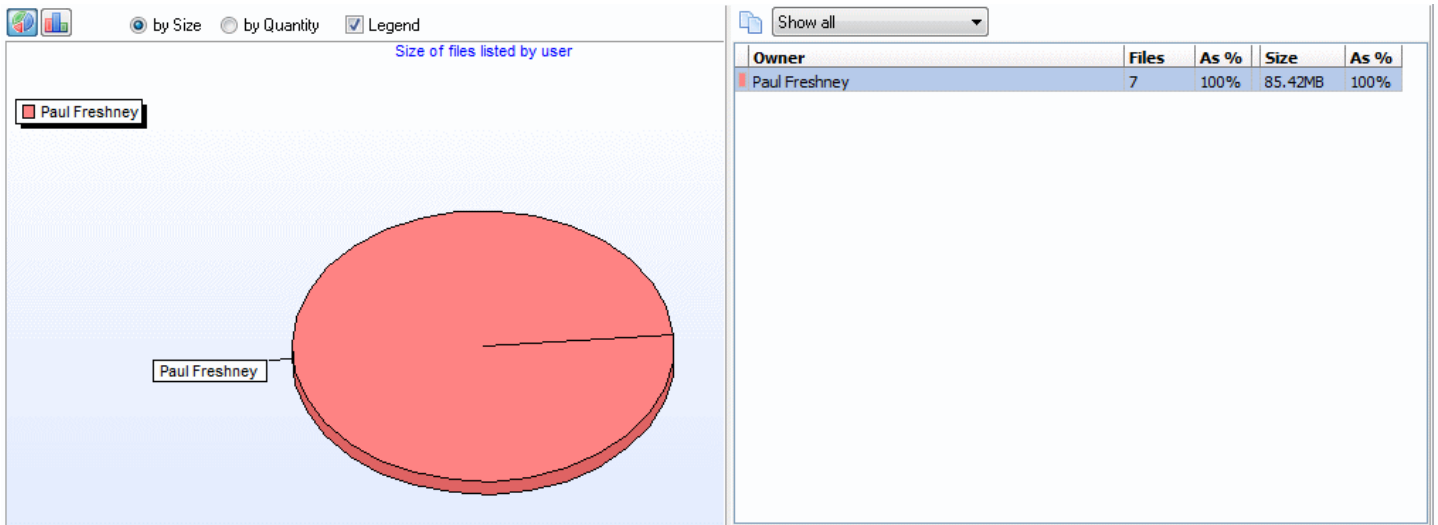 by Size by Quantity Legend
Size of files listed by user
Paul Freshney
Paul Freshney
Show all
Owner Files As % Size As %
Paul Freshney 7 100% 85.42MB 100%